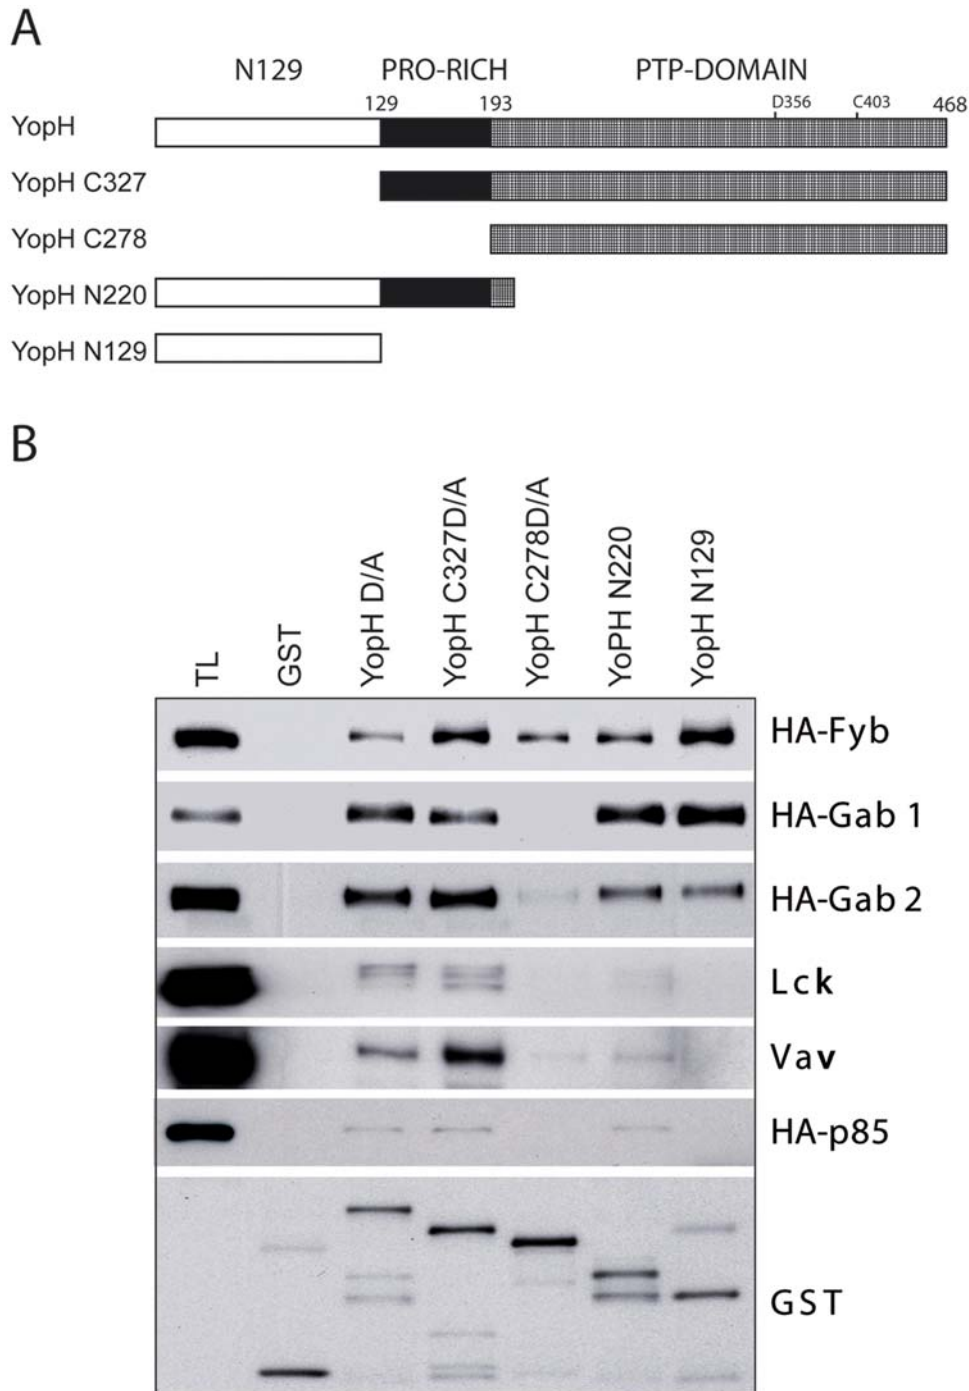 A
N129 PRO-RICH PTP-DOMAIN
129 193 D356 C403 468
YopH
YopH C327
YopH C278
YopH N220
YopH N129
B
TL
GST
YopH D/A
YopH C327D/A
YopH C278D/A
YoPH N220
YopH N129
HA-Fyb
HA-Gab 1
HA-Gab 2
Lck
Vav
HA-p85
GST